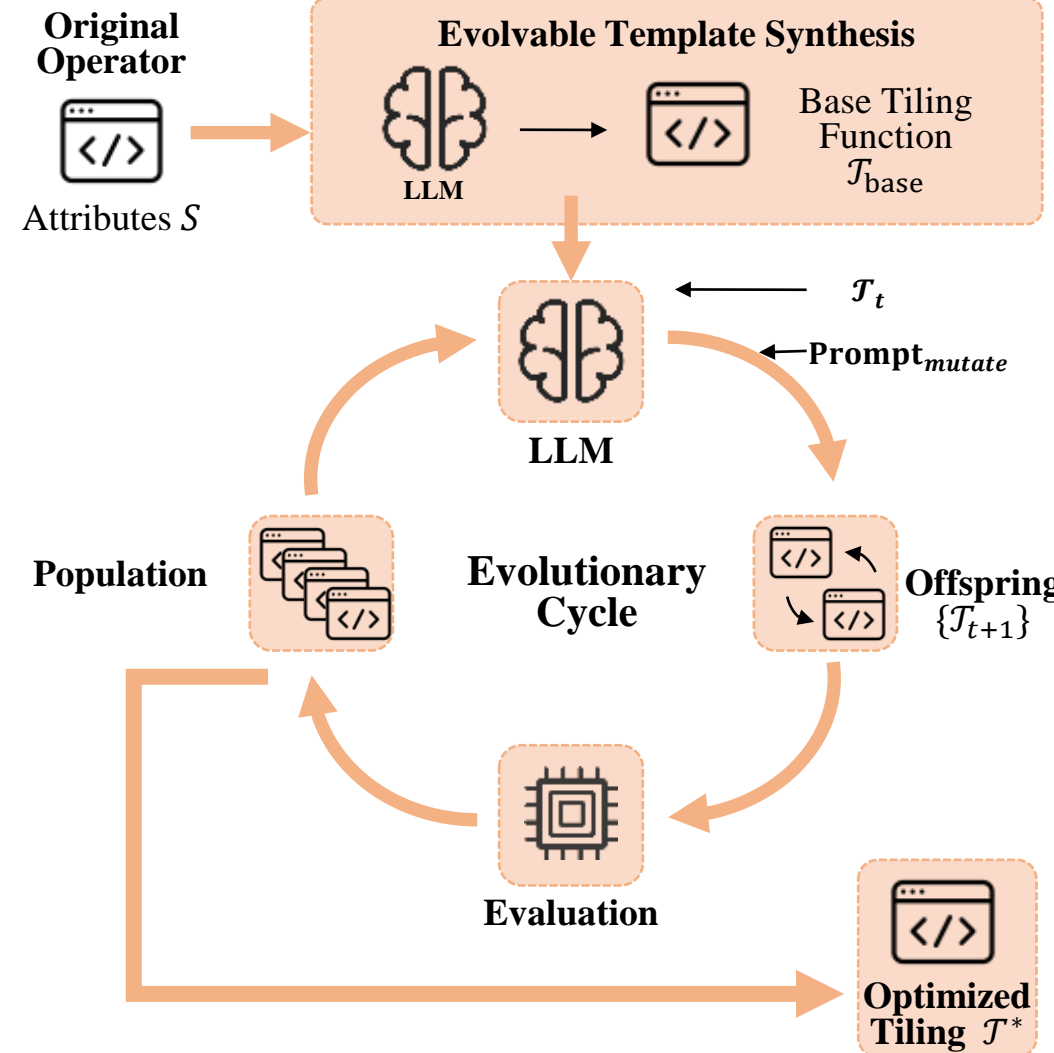 Original
Operator
</>
Attributes S
Evolvable Template Synthesis
LLM
</>
Base Tiling
Function
𝒯base
𝒯t
Promptmutate
LLM
Population
</>
Evolutionary
Cycle
</>
</>
Offspring
{𝒯t+1}
Evaluation
</>
Optimized
Tiling 𝒯*